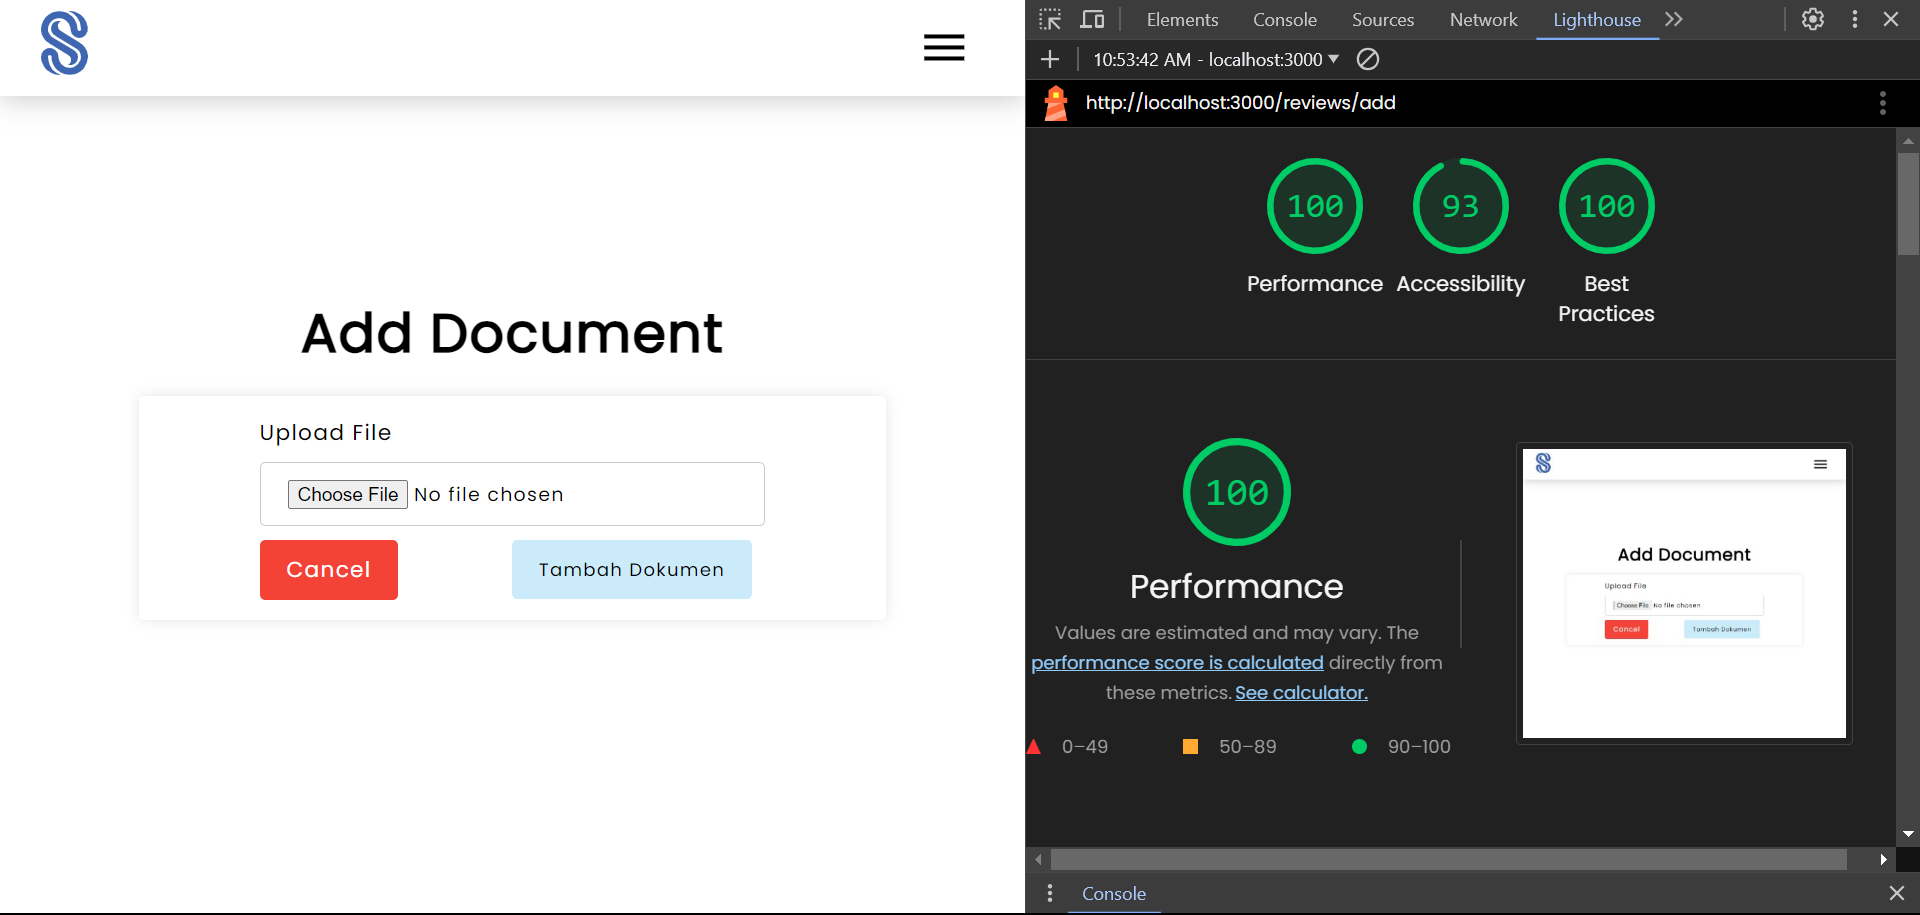 Add Document
Upload File
Choose File No file chosen
Cancel
Tambah Dokumen
Elements Console Sources Network Lighthouse
10:53:42 AM - localhost:3000
http://localhost:3000/reviews/add
100 93 100
Performance Accessibility Best
Practices
100
Performance
Values are estimated and may vary. The
performance score is calculated directly from
these metrics. See calculator.
0–49 50–89 90–100
Add Document
Upload File
Choose File No file chosen
Cancel Tambah Dokumen
Console